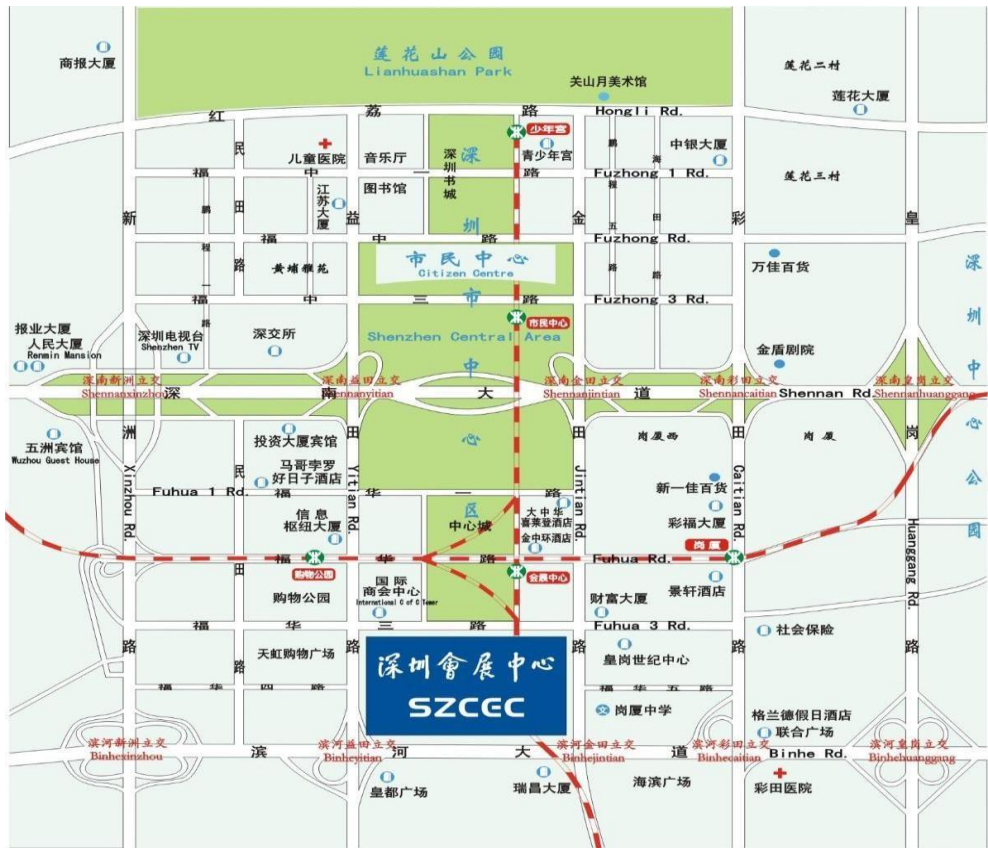 莲花山公园
Lianhuashan Park
商报大厦
关山月美术馆
莲花二村
莲花大厦
红荔路
Hongli Rd.
少年宫
青少年宫
儿童医院
音乐厅
深圳书城
中银大厦
福中一路
Fuzhong 1 Rd.
图书馆
江苏大厦
莲花三村
鹏程一路
鹏程五路
海田路
福中路
Fuzhong Rd.
黄埔雅苑
市民中心
Citizen Centre
万佳百货
福中三路
Fuzhong 3 Rd.
深圳市中心区
Shenzhen Central Area
市民中心
报业大厦
人民大厦
Renmin Mansion
深圳电视台
Shenzhen TV
深交所
金盾剧院
深圳中心公园
深南新洲立交
Shennanxinzhou
深南益田立交
Shennanyitian
深南金田立交
Shennanjintian
深南彩田立交
Shennancaitian
深南皇岗立交
Shennanhuanggang
深南大道
Shennan Rd.
五洲宾馆
Wuzhou Guest House
投资大厦宾馆
岗厦西
岗厦
马哥孛罗
好日子酒店
新洲路
Xinzhou Rd.
民田路
益田路
Yitian Rd.
金田路
Jintian Rd.
彩田路
Caitian Rd.
皇岗路
Huanggang Rd.
Fuhua 1 Rd.
福华一路
新一佳百货
信息
枢纽大厦
中心城
大中华
喜莱登酒店
金中环酒店
彩福大厦
岗厦
福华路
Fuhua Rd.
购物公园
会展中心
购物公园
国际
商会中心
International C of C Tower
景轩酒店
财富大厦
福华三路
Fuhua 3 Rd.
社会保险
天虹购物广场
深圳會展中心
SZCEC
皇岗世纪中心
福华四路
福华五路
文
岗厦中学
格兰德假日酒店
联合广场
滨河新洲立交
Binhexinzhou
滨河益田立交
Binheyitian
滨河金田立交
Binhejintian
滨河彩田立交
Binhecaitian
滨河皇岗立交
Binhehuanggang
滨河大道
Binhe Rd.
皇都广场
瑞昌大厦
海滨广场
彩田医院